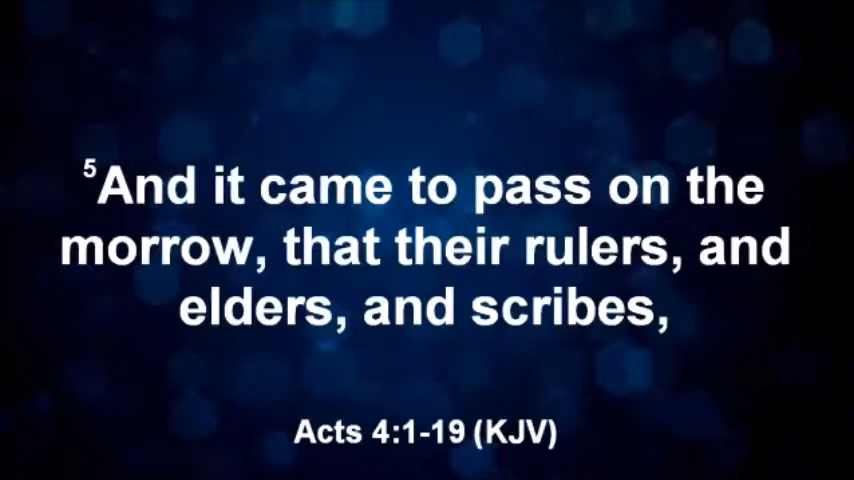 5And it came to pass on the
morrow, that their rulers, and
elders, and scribes,
Acts 4:1-19 (KJV)